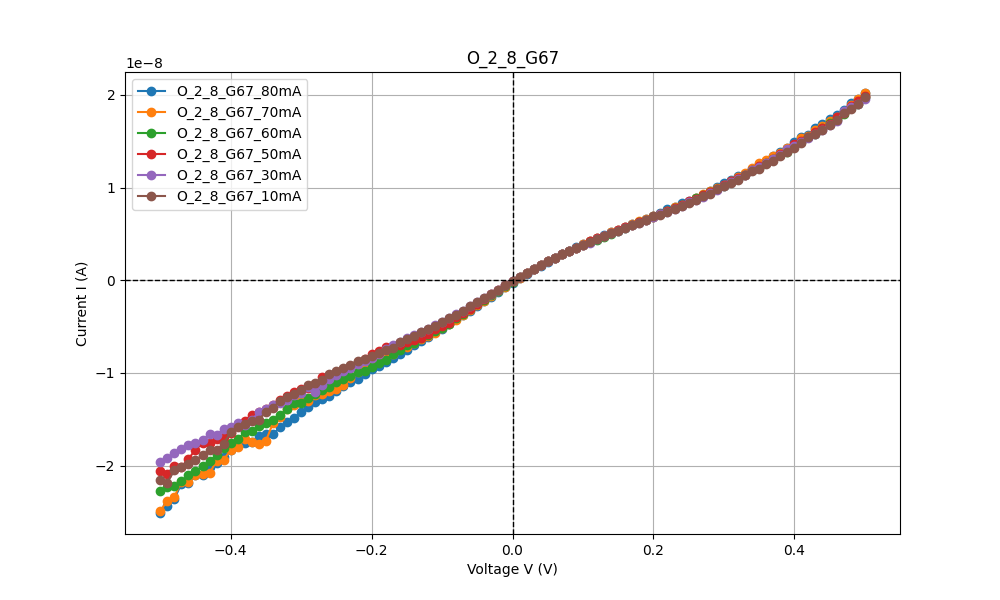 O_2_8_G67
1e−8
O_2_8_G67_80mA
O_2_8_G67_70mA
O_2_8_G67_60mA
O_2_8_G67_50mA
O_2_8_G67_30mA
O_2_8_G67_10mA
2
1
0
−1
−2
Current I (A)
−0.4 −0.2 0.0 0.2 0.4
Voltage V (V)